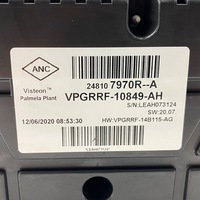 ANC
24810 7970R--A
Visteon™
Palmela Plant
VPGRRF-10849-AH
S/N.LEAH073124
SW:20.07
12/06/2020 08:53:30
HW:VPGRRF-14B115-AG